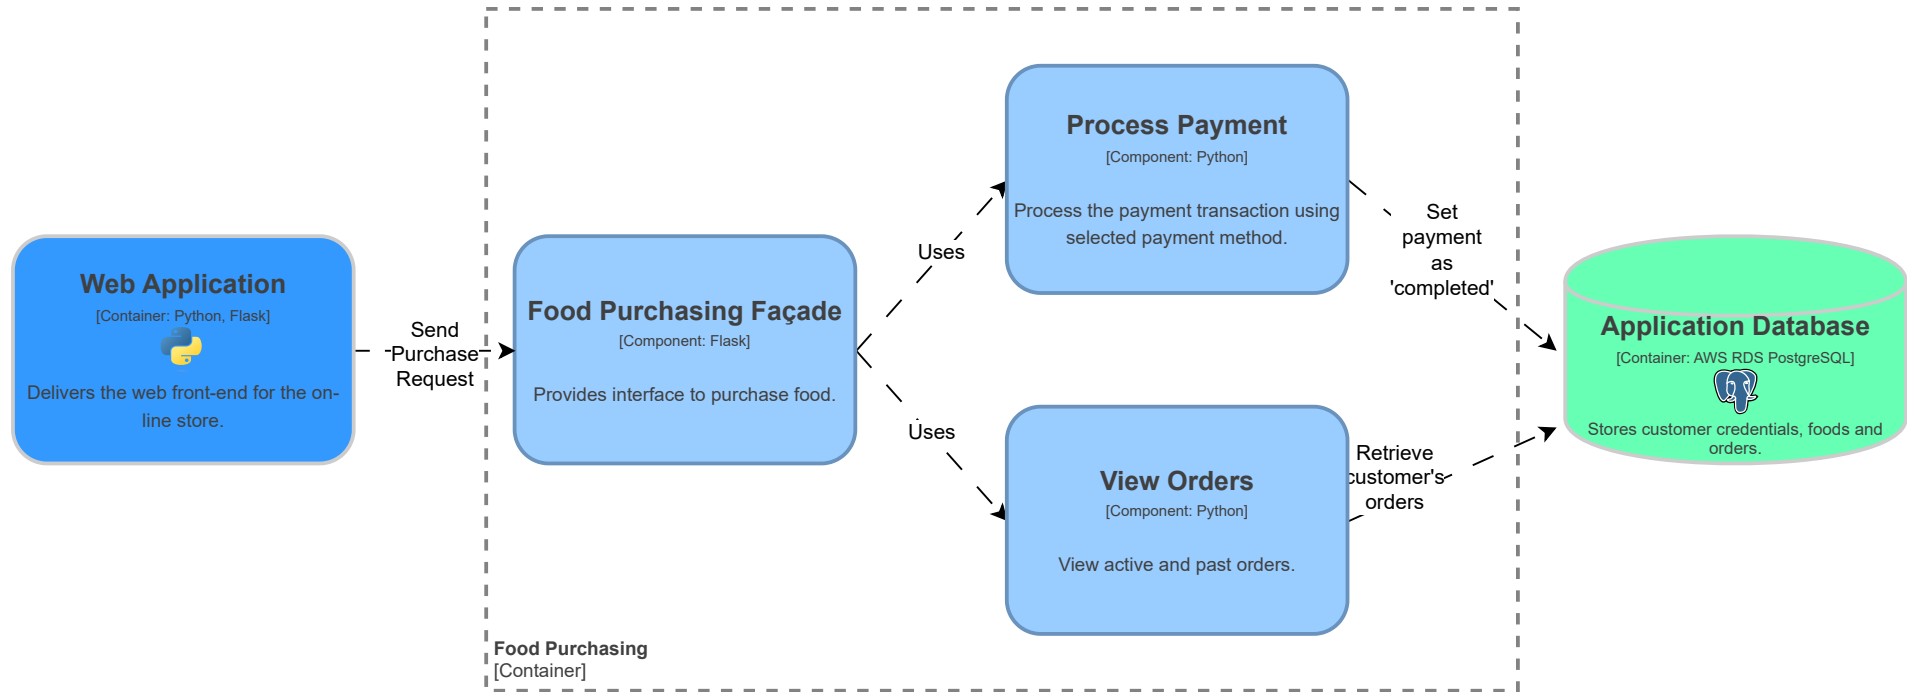 Web Application
[Container: Python, Flask]
Delivers the web front-end for the on-
line store.
Send
Purchase
Request
Food Purchasing Façade
[Component: Flask]
Provides interface to purchase food.
Uses
Uses
Process Payment
[Component: Python]
Process the payment transaction using
selected payment method.
View Orders
[Component: Python]
View active and past orders.
Set
payment
as
'completed'
Retrieve
customer's
orders
Application Database
[Container: AWS RDS PostgreSQL]
Stores customer credentials, foods and
orders.
Food Purchasing
[Container]